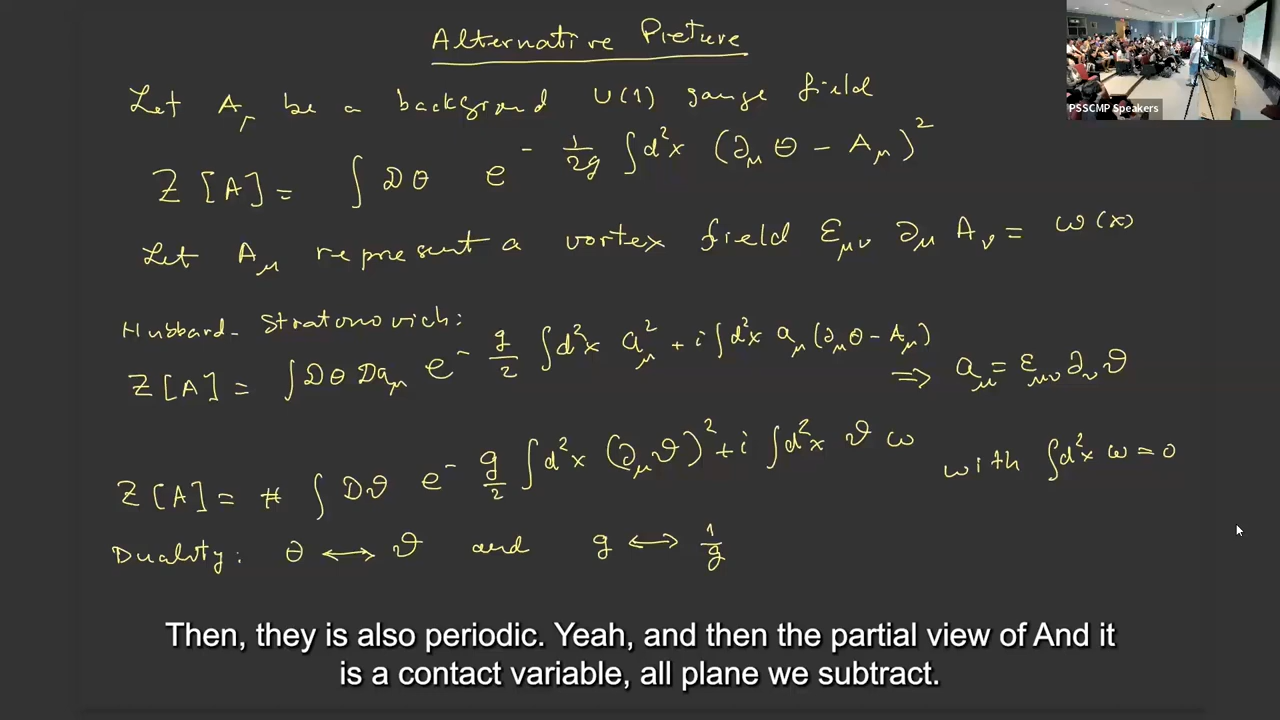 Alternative Picture
PSSCMP Speakers
Let A_μ be a background U(1) gauge field
Z[A] = ∫ Dθ e^{- 1/2g ∫d²x (∂_μ θ - A_μ)²}
Let A_μ represent a vortex field ε_μν ∂_μ A_ν = ω(x)
Hubbard-Stratonovich:
Z[A] = ∫ Dθ Da_μ e^{- g/2 ∫d²x a_μ² + i ∫d²x a_μ (∂_μ θ - A_μ)} ⇒ a_μ = ε_μν ∂_ν ϑ
Z[A] = # ∫ Dϑ e^{- g/2 ∫d²x (∂_μ ϑ)² + i ∫d²x ϑ ω} with ∫d²x ω = 0
Duality: θ ↔ ϑ and g ↔ 1/g
Then, they is also periodic. Yeah, and then the partial view of And it
is a contact variable, all plane we subtract.